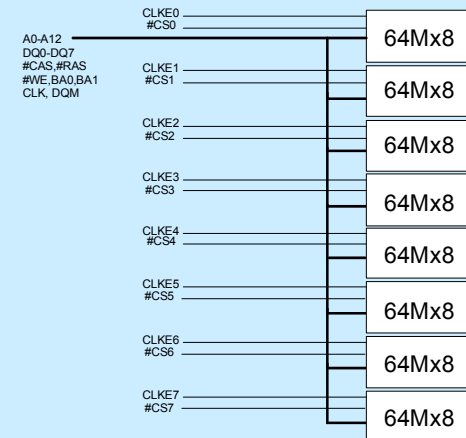 CLKE0
#CS0
64Mx8
A0-A12
DQ0-DQ7
#CAS,#RAS
#WE,BA0,BA1
CLK, DQM
CLKE1
#CS1
64Mx8
CLKE2
#CS2
64Mx8
CLKE3
#CS3
64Mx8
CLKE4
#CS4
64Mx8
CLKE5
#CS5
64Mx8
CLKE6
#CS6
64Mx8
CLKE7
#CS7
64Mx8